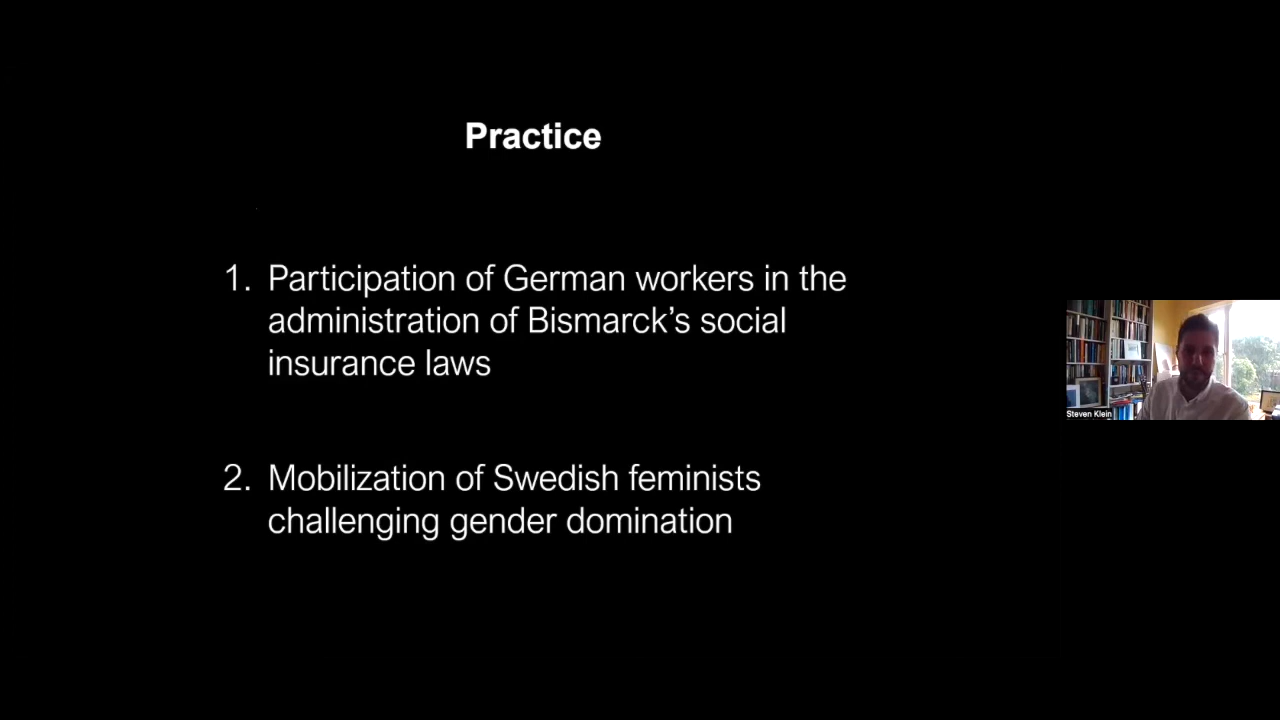 Practice
1. Participation of German workers in the
administration of Bismarck’s social
insurance laws
2. Mobilization of Swedish feminists
challenging gender domination
Steven Klein